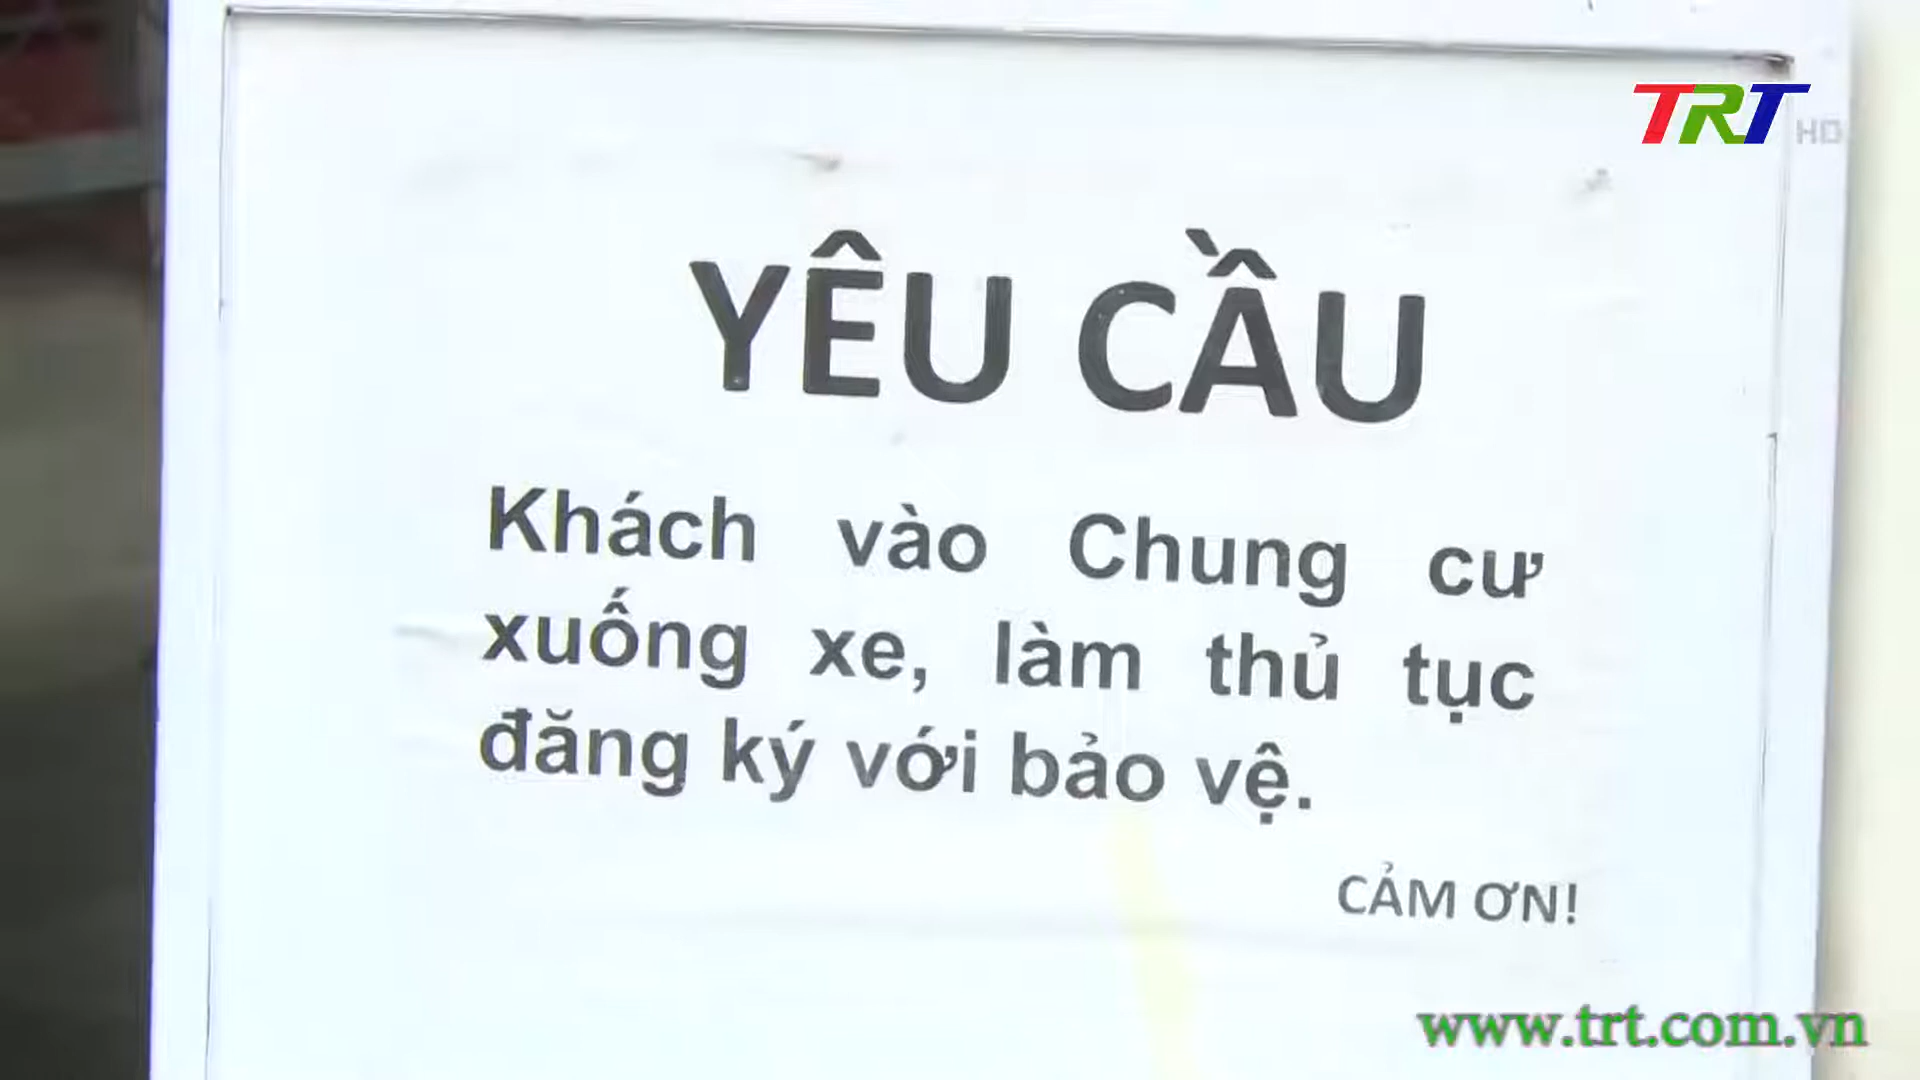 TRT HD
YÊU CẦU
Khách vào Chung cư
xuống xe, làm thủ tục
đăng ký với bảo vệ.
CẢM ƠN!
www.trt.com.vn